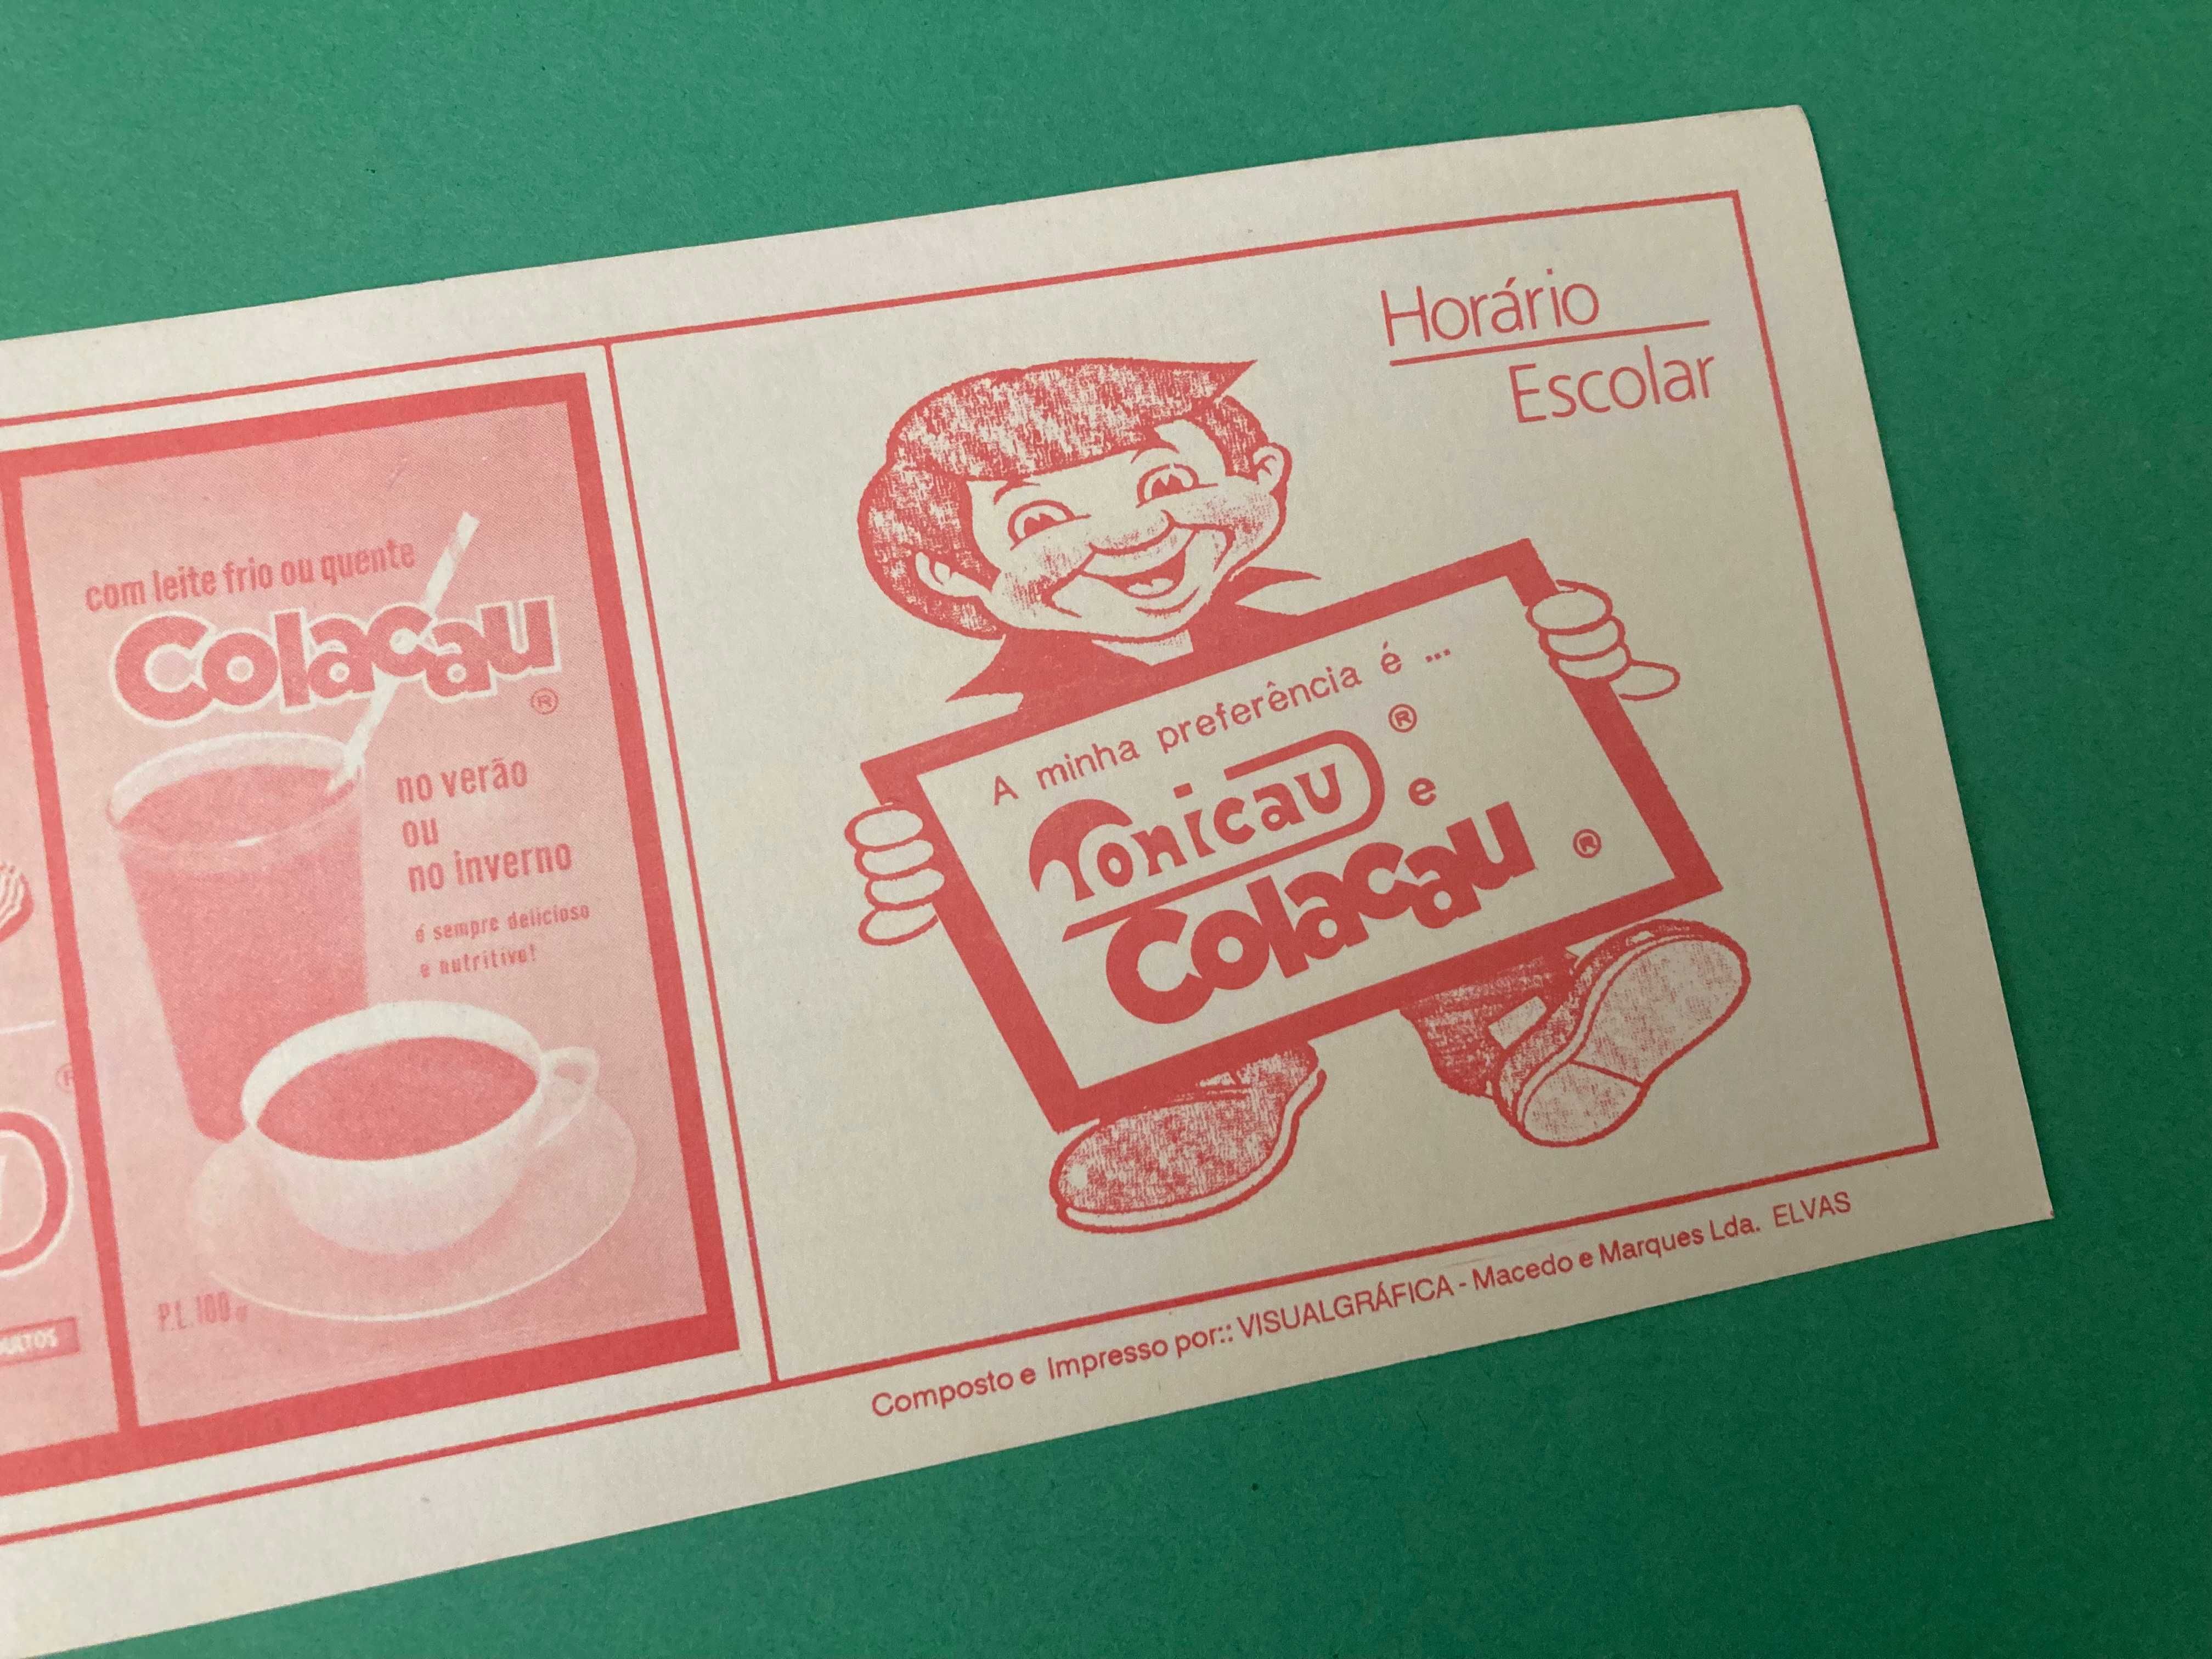 com leite frio ou quente
Colacau
®
no verão
ou
no inverno
é sempre delicioso
e nutritivo!
P.L. 100 gr
Horário
Escolar
A minha preferência é ...
Tonicau ® e
Colacau ®
Composto e Impresso por:: VISUALGRÁFICA - Macedo e Marques Lda. ELVAS